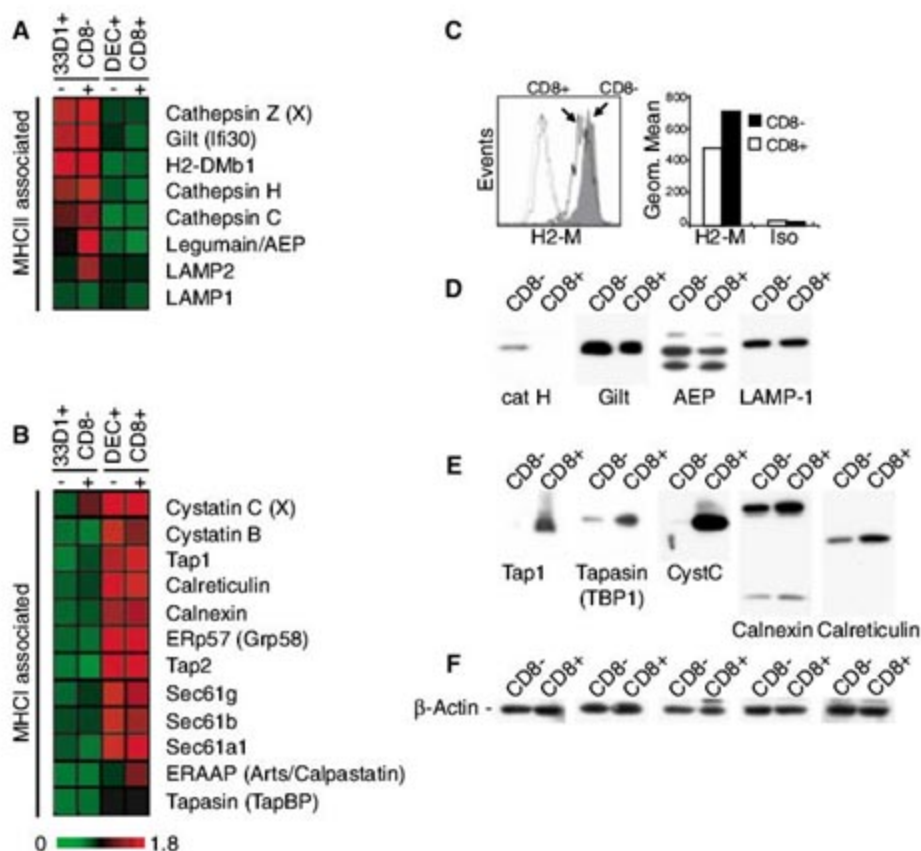 A
33D1+ CD8- DEC+ CD8+
- + - +
MHCII associated
Cathepsin Z (X)
Gilt (Ifi30)
H2-DMb1
Cathepsin H
Cathepsin C
Legumain/AEP
LAMP2
LAMP1
B
33D1+ CD8- DEC+ CD8+
- + - +
MHCI associated
Cystatin C (X)
Cystatin B
Tap1
Calreticulin
Calnexin
ERp57 (Grp58)
Tap2
Sec61g
Sec61b
Sec61a1
ERAAP (Arts/Calpastatin)
Tapasin (TapBP)
0 1.8
C
CD8+ CD8-
Events
H2-M
Geom. Mean
800
600
400
200
0
CD8-
CD8+
H2-M Iso
D
CD8- CD8+ CD8- CD8+ CD8- CD8+ CD8- CD8+
cat H Gilt AEP LAMP-1
E
CD8- CD8+ CD8- CD8+ CD8- CD8+ CD8- CD8+ CD8- CD8+
Tap1 Tapasin CystC
(TBP1)
Calnexin Calreticulin
F
CD8- CD8+ CD8- CD8+ CD8- CD8+ CD8- CD8+ CD8- CD8+
β-Actin -